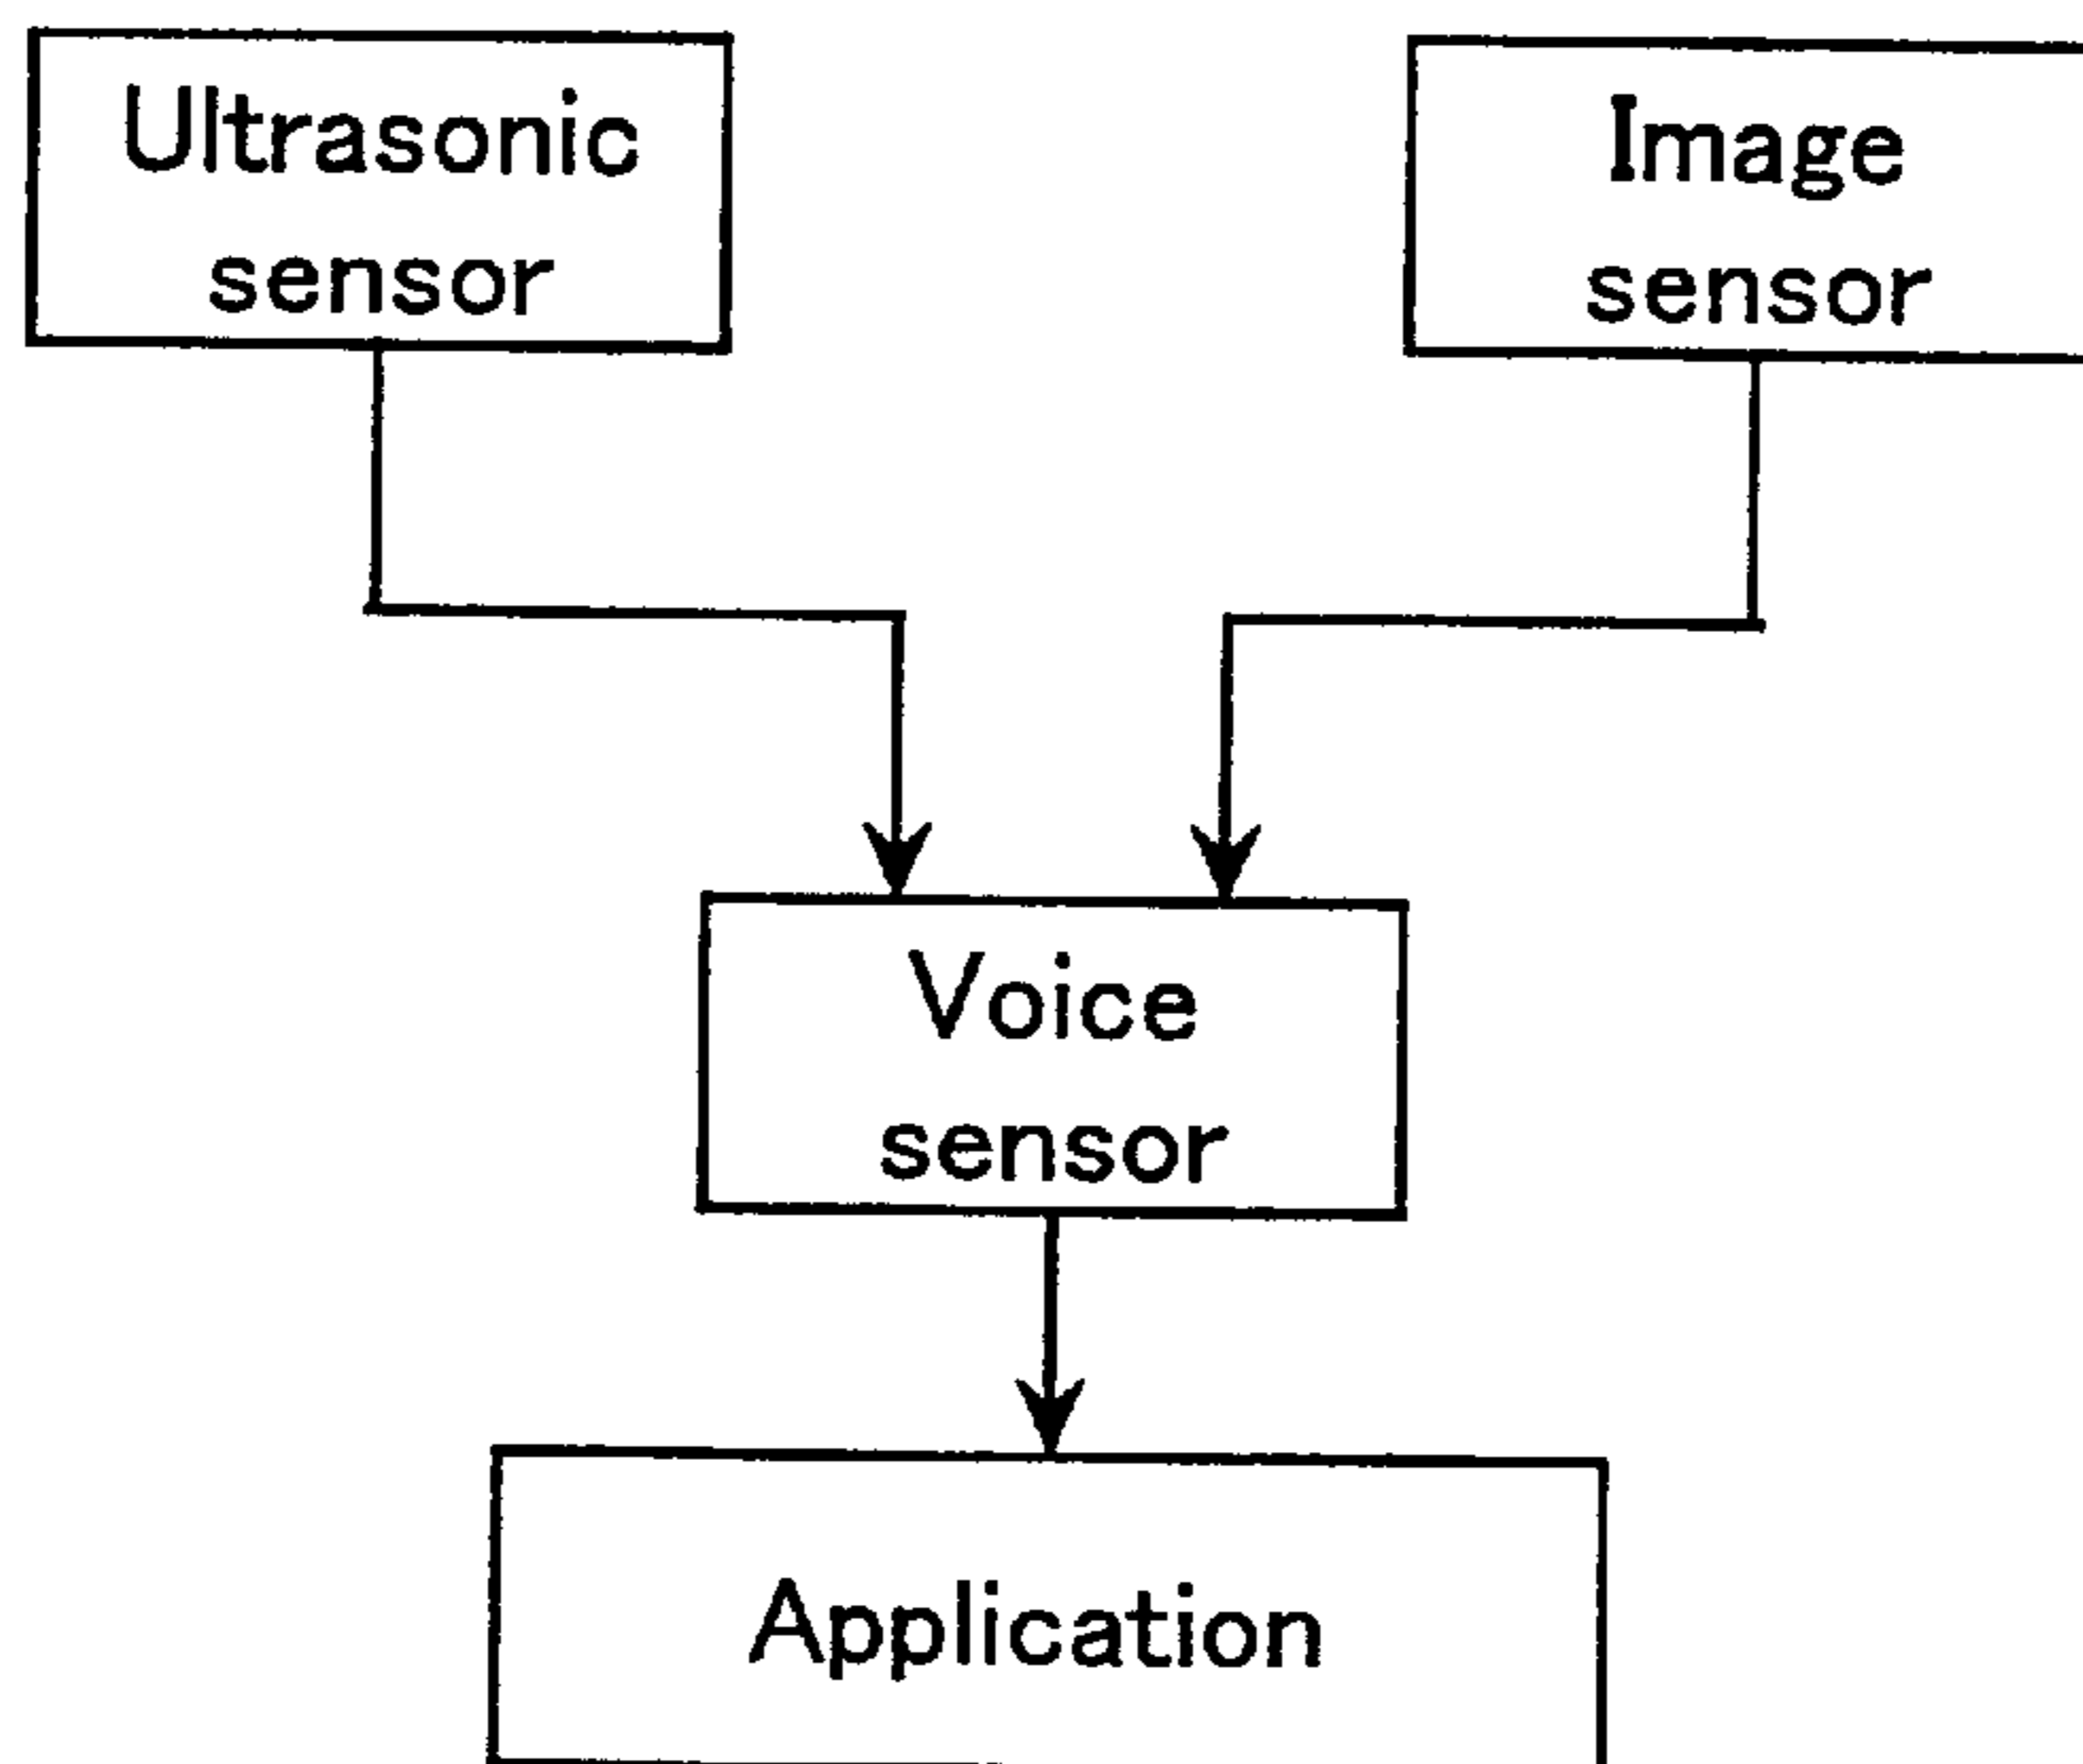 Ultrasonic
sensor
Image
sensor
Voice
sensor
Application